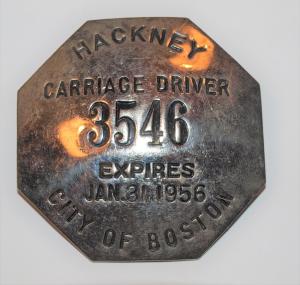 HACKNEY
CARRIAGE DRIVER
3546
EXPIRES
JAN.31.1956
CITY OF BOSTON